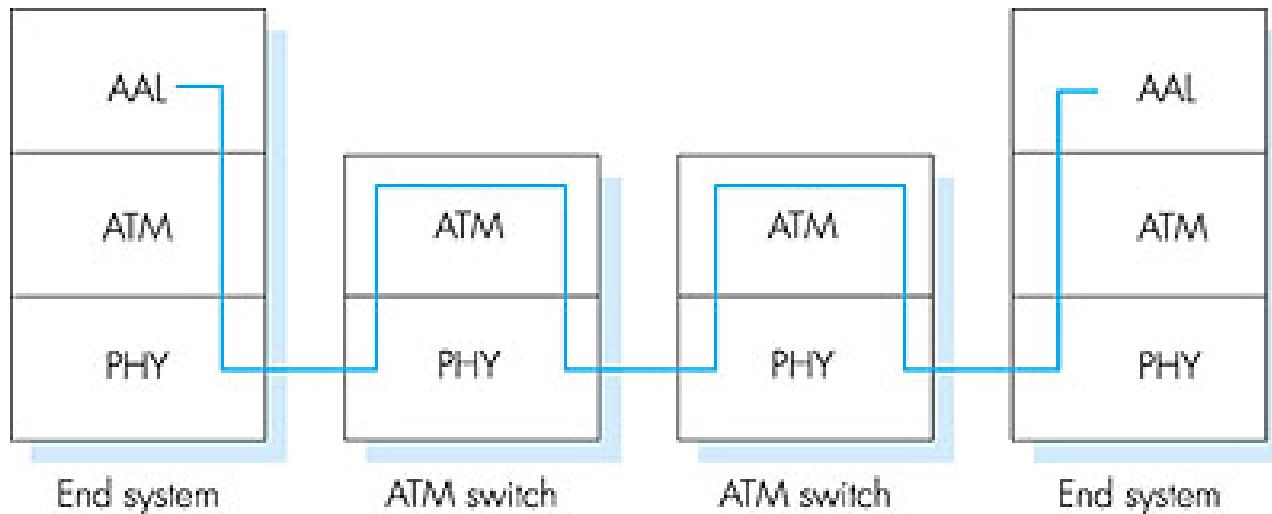 AAL
ATM
PHY
End system
ATM
PHY
ATM switch
ATM
PHY
ATM switch
AAL
ATM
PHY
End system